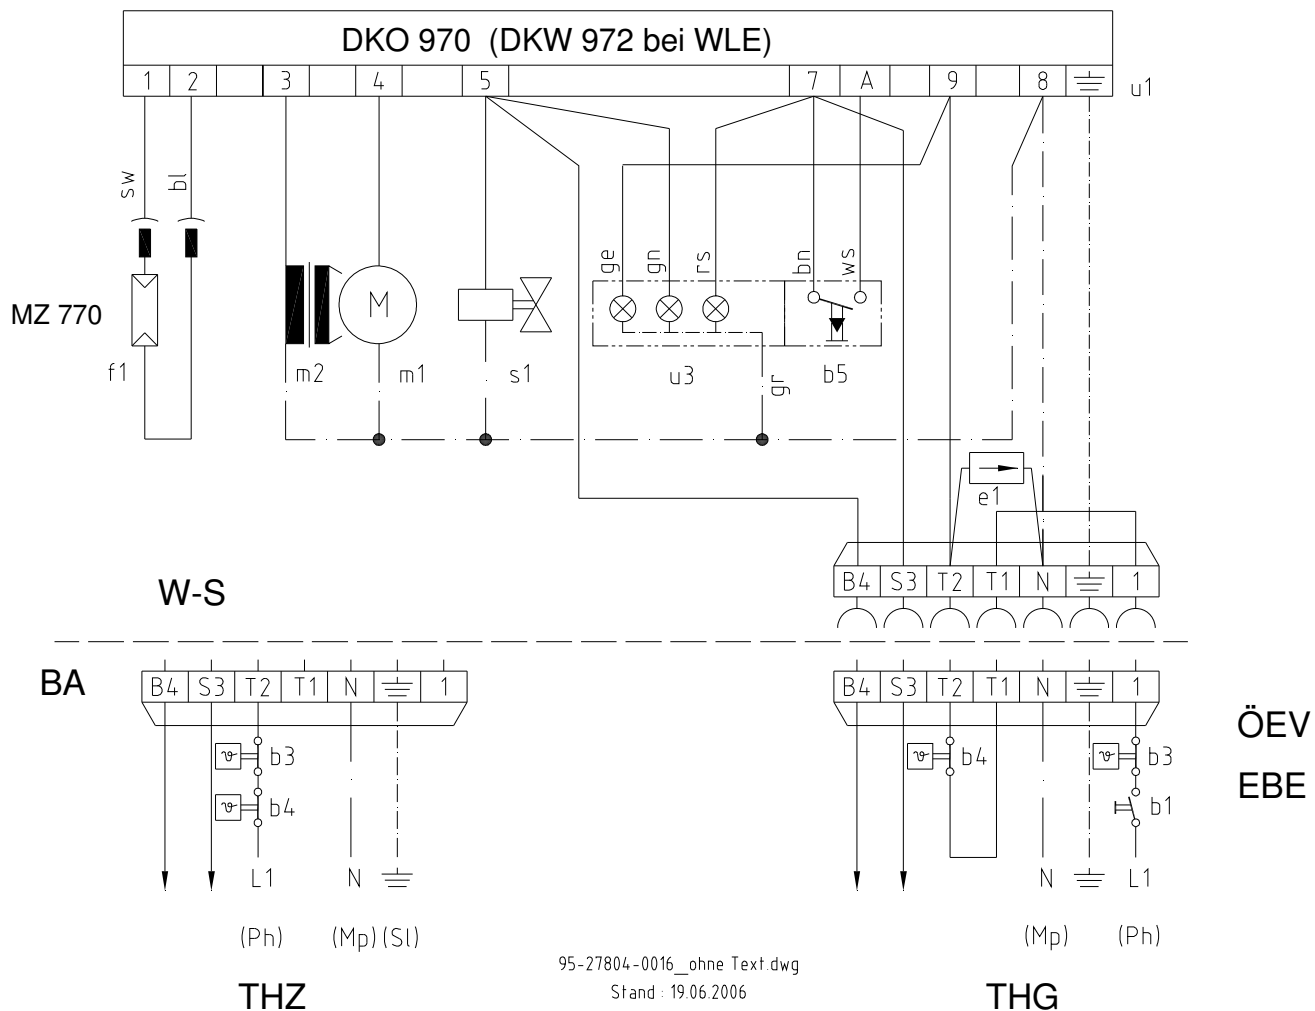 DKO 970 (DKW 972 bei WLE)
1 2 3 4 5 7 A 9 8 u1
sw bl
ge gn rs bn ws
MZ 770
M
f1 m2 m1 s1 u3 gr b5
e1
B4 S3 T2 T1 N 1
W-S
BA
B4 S3 T2 T1 N 1
B4 S3 T2 T1 N 1
ÖEV
ϑ b3
ϑ b4
ϑ b3
EBE
ϑ b4
b1
L1 N
N L1
(Ph) (Mp) (Sl)
(Mp) (Ph)
95-27804-0016_ohne Text.dwg
Stand : 19.06.2006
THZ
THG